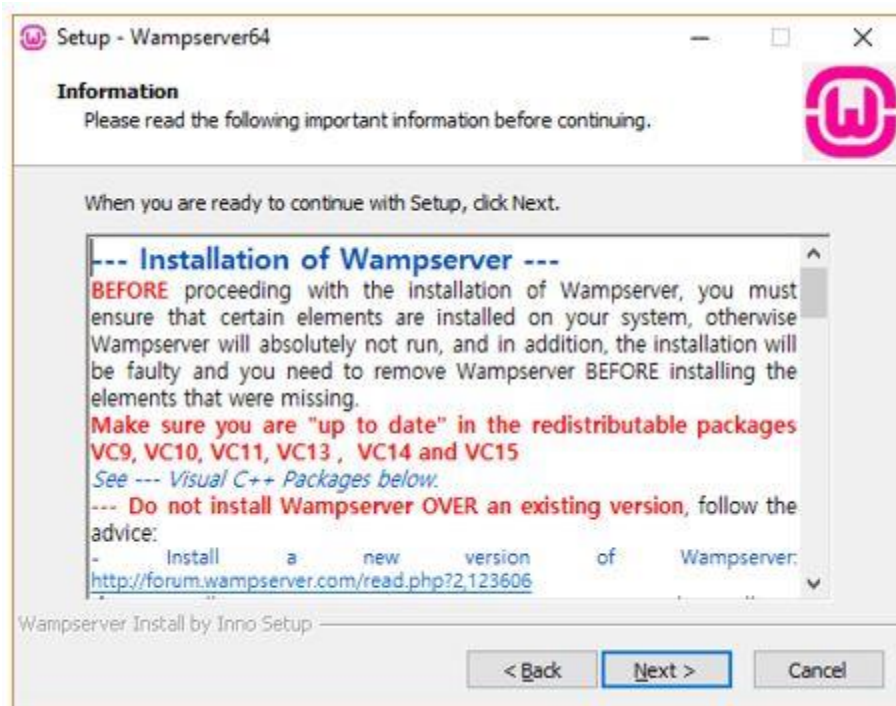 Setup - Wampserver64
Information
Please read the following important information before continuing.
When you are ready to continue with Setup, click Next.
--- Installation of Wampserver ---
BEFORE proceeding with the installation of Wampserver, you must
ensure that certain elements are installed on your system, otherwise
Wampserver will absolutely not run, and in addition, the installation will
be faulty and you need to remove Wampserver BEFORE installing the
elements that were missing.
Make sure you are "up to date" in the redistributable packages
VC9, VC10, VC11, VC13 , VC14 and VC15
See --- Visual C++ Packages below.
--- Do not install Wampserver OVER an existing version, follow the
advice:
- Install a new version of Wampserver:
http://forum.wampserver.com/read.php?2,123606
Wampserver Install by Inno Setup
< Back
Next >
Cancel